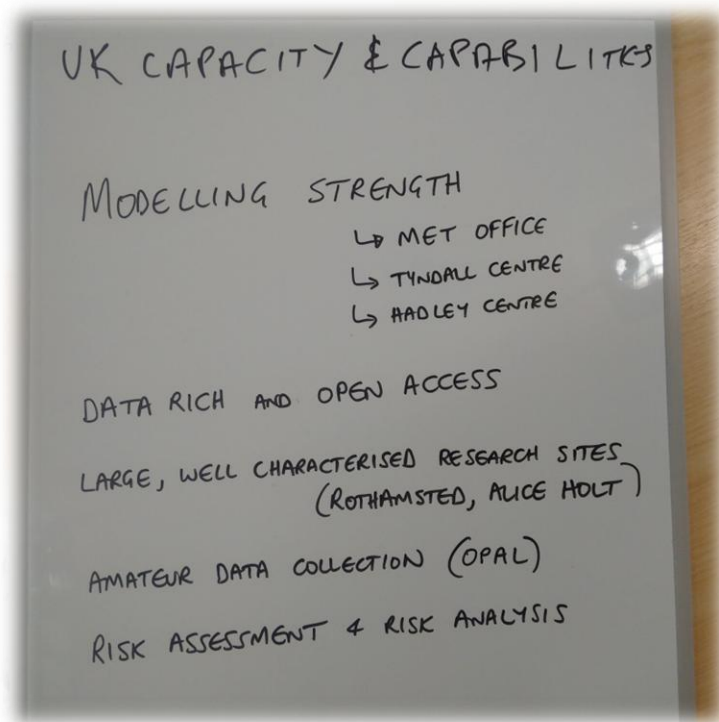 UK CAPACITY & CAPABILITIES
MODELLING STRENGTH
↳ MET OFFICE
↳ TYNDALL CENTRE
↳ HADLEY CENTRE
DATA RICH AND OPEN ACCESS
LARGE, WELL CHARACTERISED RESEARCH SITES
(ROTHAMSTED, ALICE HOLT)
AMATEUR DATA COLLECTION (OPAL)
RISK ASSESSMENT & RISK ANALYSIS